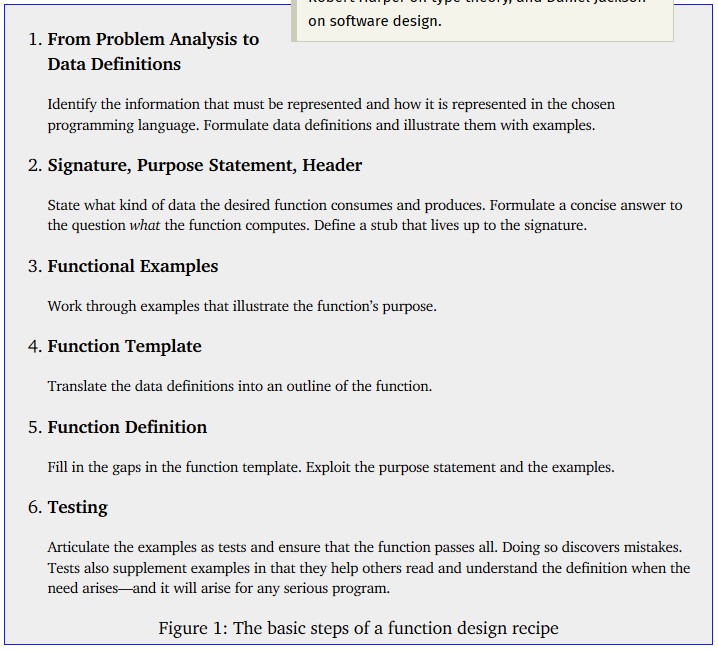 Robert Harper on type theory, and Daniel Jackson
on software design.
1. From Problem Analysis to
Data Definitions
Identify the information that must be represented and how it is represented in the chosen
programming language. Formulate data definitions and illustrate them with examples.
2. Signature, Purpose Statement, Header
State what kind of data the desired function consumes and produces. Formulate a concise answer to
the question what the function computes. Define a stub that lives up to the signature.
3. Functional Examples
Work through examples that illustrate the function’s purpose.
4. Function Template
Translate the data definitions into an outline of the function.
5. Function Definition
Fill in the gaps in the function template. Exploit the purpose statement and the examples.
6. Testing
Articulate the examples as tests and ensure that the function passes all. Doing so discovers mistakes.
Tests also supplement examples in that they help others read and understand the definition when the
need arises—and it will arise for any serious program.
Figure 1: The basic steps of a function design recipe